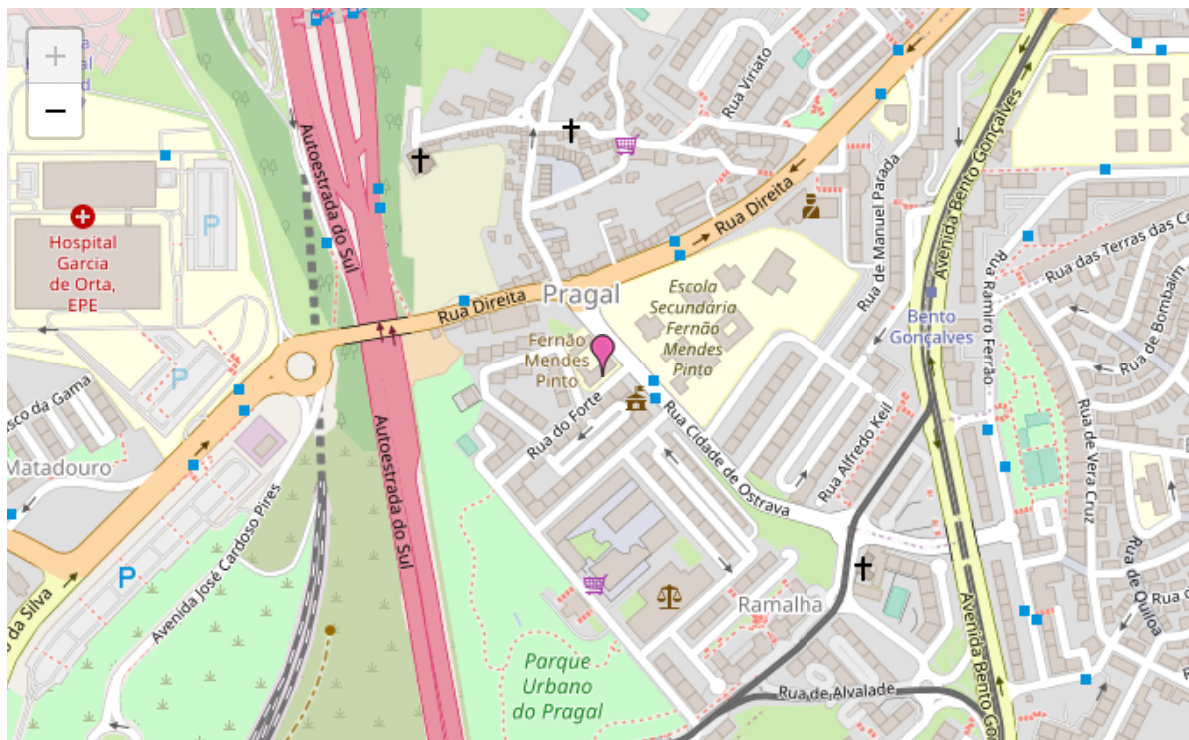 +
−
Rua Viriato
Autoestrada do Sul
Avenida Bento Gonçalves
Rua de Manuel Parada
P
Hospital
Garcia
de Orta,
EPE
Rua Direita
Rua das Terras das Co
Rua Direita
Pragal
Escola
Secundária
Fernão
Mendes
Pinto
Rua Ramiro Ferrão
Bento
Gonçalves
Rua de Bombaim
Fernão
Mendes
Pinto
P
sco da Gama
Rua do Forte
Rua Cidade de Ostrava
Rua Alfredo Keil
Rua de Vera Cruz
Matadouro
Autoestrada do Sul
Avenida José Cardoso Pires
P
Rua de Quiloa
Rua d
o da Silva
Ramalha
Avenida Bento Go
Parque
Urbano
do Pragal
Rua de Alvalade